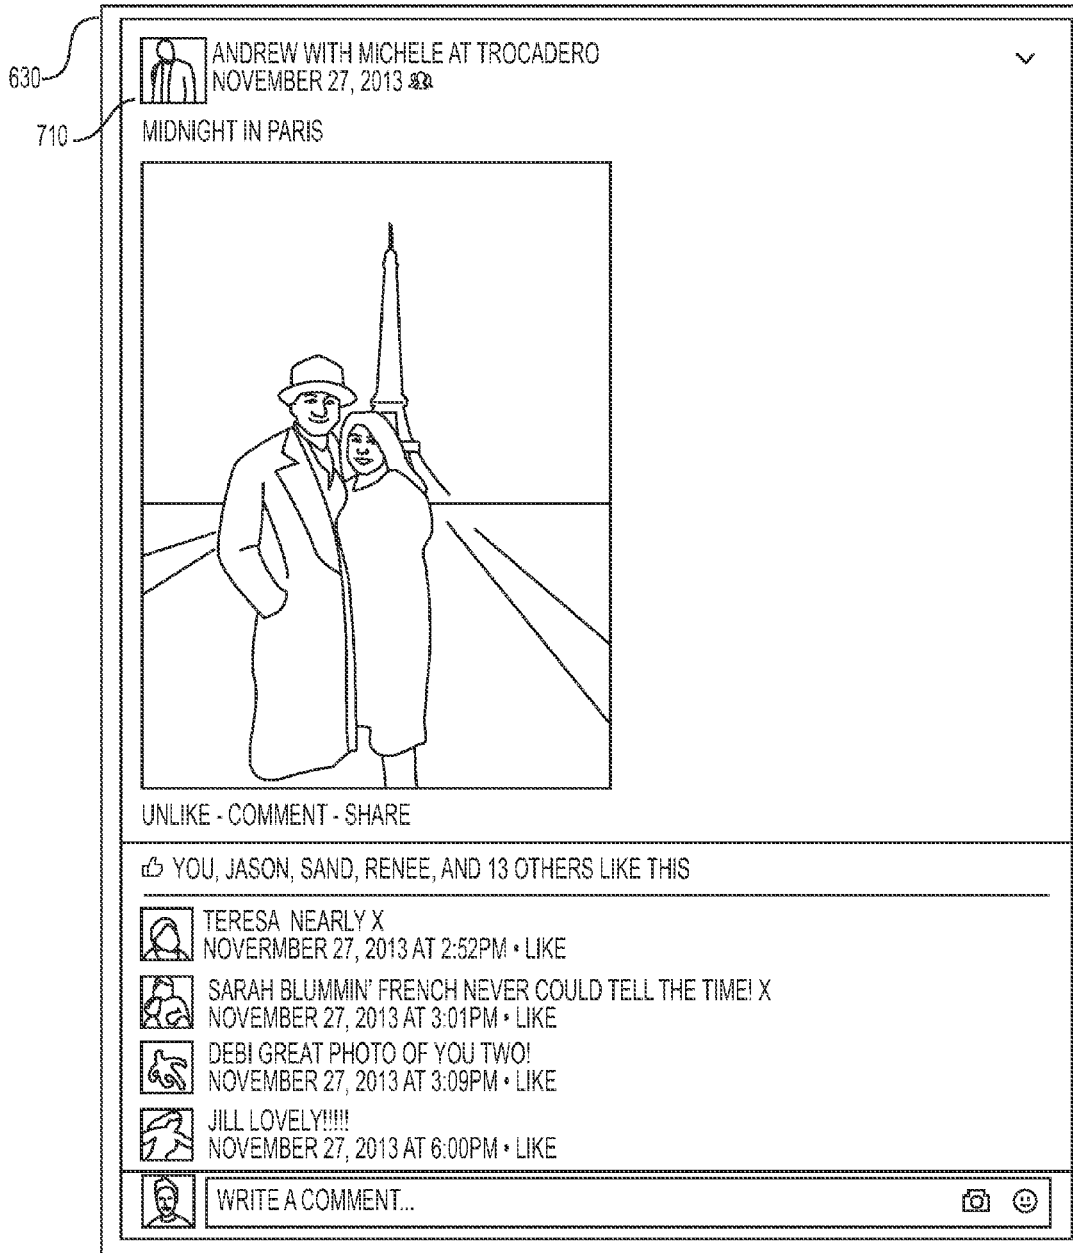 630
ANDREW WITH MICHELE AT TROCADERO
NOVEMBER 27, 2013
710
MIDNIGHT IN PARIS
UNLIKE - COMMENT - SHARE
YOU, JASON, SAND, RENEE, AND 13 OTHERS LIKE THIS
TERESA NEARLY X
NOVERMBER 27, 2013 AT 2:52PM • LIKE
SARAH BLUMMIN' FRENCH NEVER COULD TELL THE TIME! X
NOVEMBER 27, 2013 AT 3:01PM • LIKE
DEBI GREAT PHOTO OF YOU TWO!
NOVEMBER 27, 2013 AT 3:09PM • LIKE
JILL LOVELY!!!!!
NOVEMBER 27, 2013 AT 6:00PM • LIKE
WRITE A COMMENT...